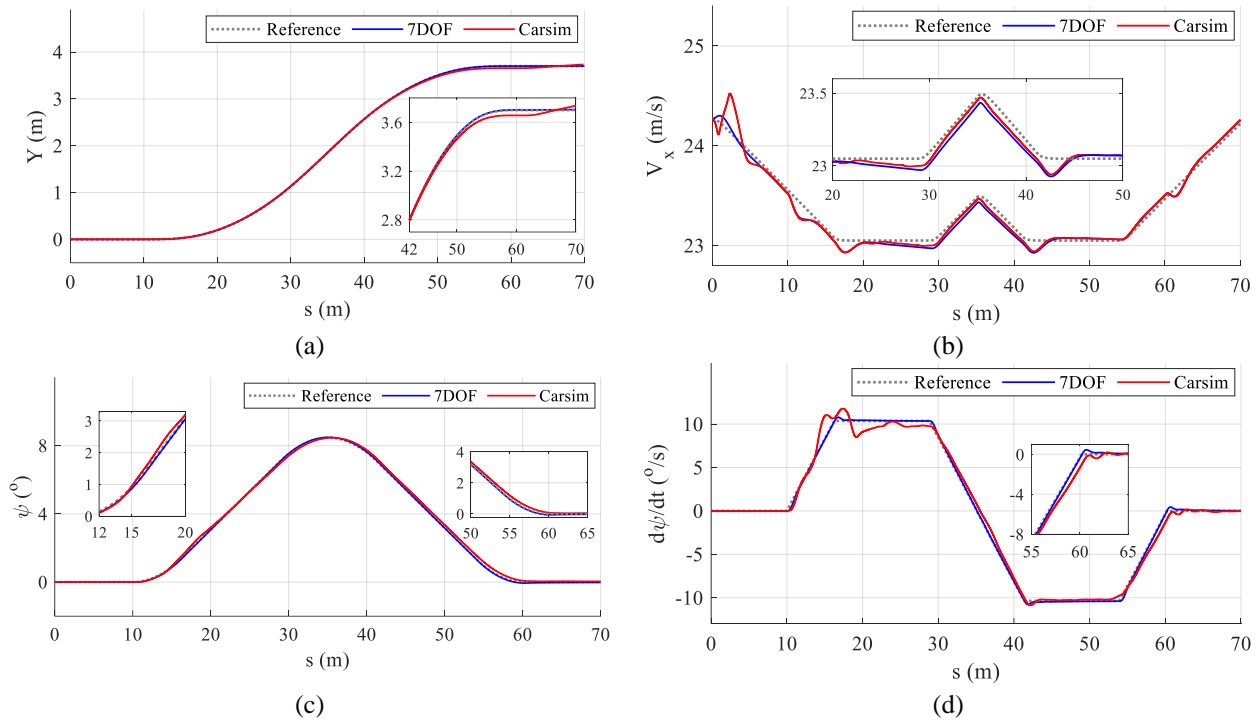 Reference 7DOF Carsim
4
3
2
1
0
Y (m)
3.6
3.2
2.8
42 50 60 70
0 10 20 30 40 50 60 70
s (m)
(a)
Reference 7DOF Carsim
25
24
23
V_x (m/s)
23.5
23
20 30 40 50
0 10 20 30 40 50 60 70
s (m)
(b)
Reference 7DOF Carsim
8
4
0
ψ (°)
3
2
1
0
12 15 20
4
2
0
50 55 60 65
0 10 20 30 40 50 60 70
s (m)
(c)
Reference 7DOF Carsim
10
5
0
-5
-10
dψ/dt (°/s)
0
-4
-8
55 60 65
0 10 20 30 40 50 60 70
s (m)
(d)